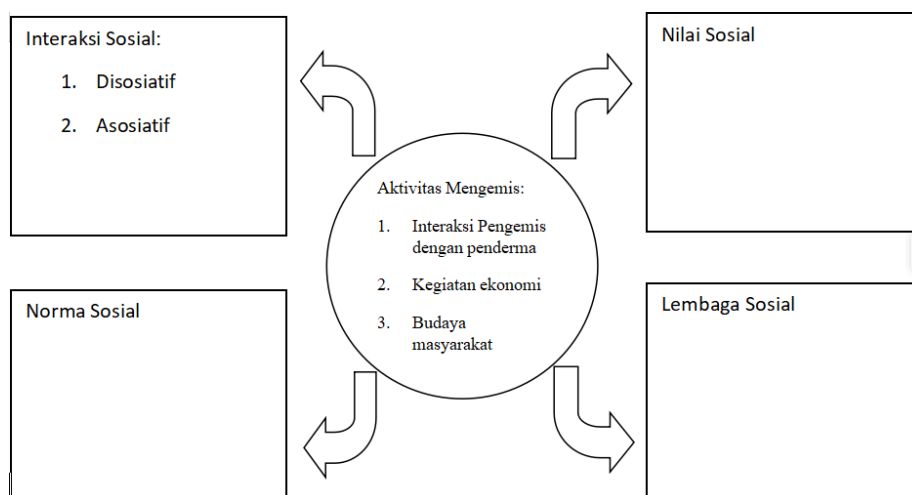 Interaksi Sosial:
1. Disosiatif
2. Asosiatif
Nilai Sosial
Aktivitas Mengemis:
1. Interaksi Pengemis
dengan penderma
2. Kegiatan ekonomi
3. Budaya
masyarakat
Norma Sosial
Lembaga Sosial